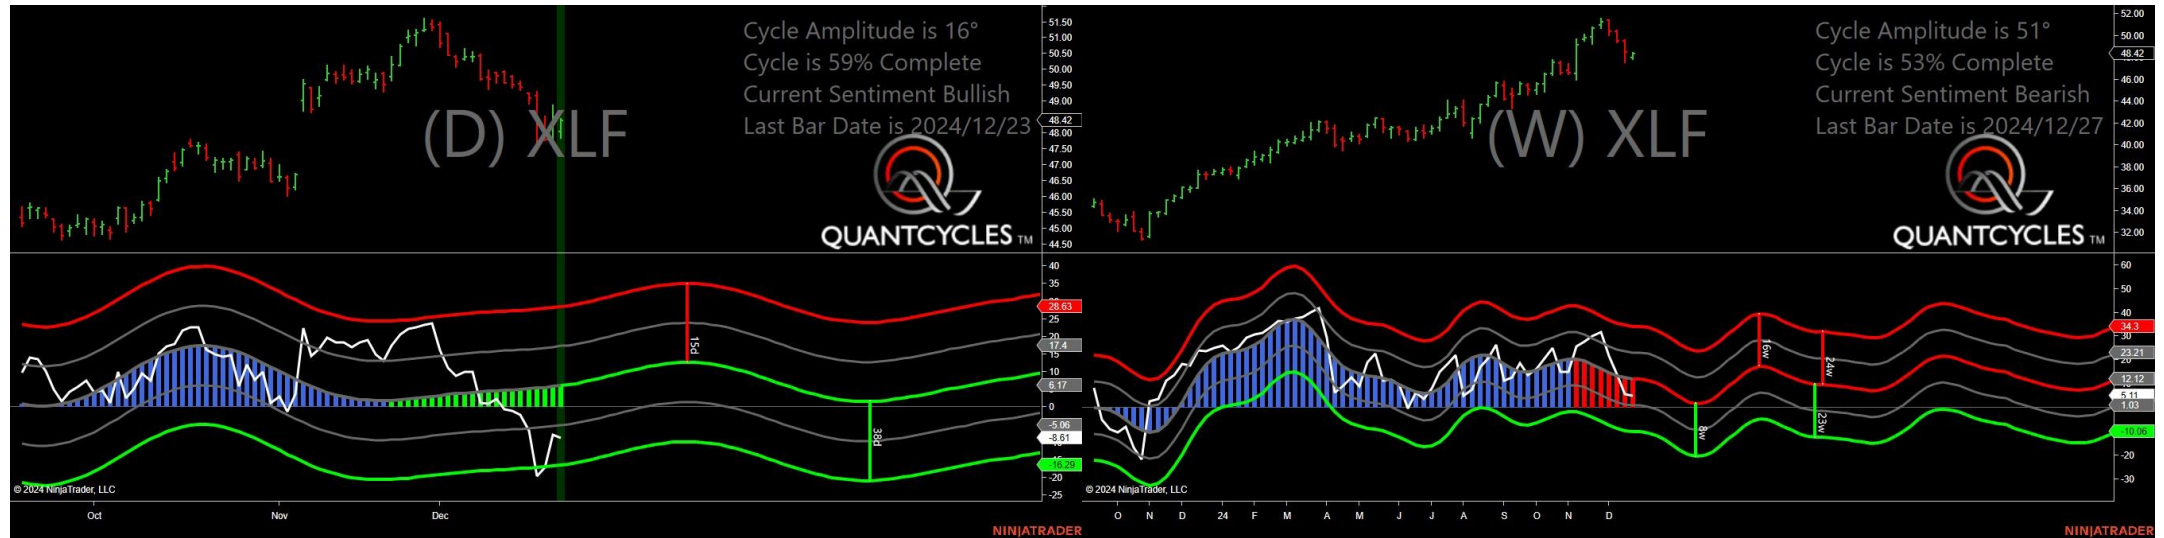 Cycle Amplitude is 16°
Cycle is 59% Complete
Current Sentiment Bullish
Last Bar Date is 2024/12/23
(D) XLF
QUANTCYCLES TM
51.50
51.00
50.50
50.00
49.50
49.00
48.42
48.00
47.50
47.00
46.50
46.00
45.50
45.00
44.50
40
35
28.63
25
20
17.4
15
10
6.17
0
-5.06
-8.61
-16.29
-20
-25
15d
38d
© 2024 NinjaTrader, LLC
Oct Nov Dec
NINJATRADER
Cycle Amplitude is 51°
Cycle is 53% Complete
Current Sentiment Bearish
Last Bar Date is 2024/12/27
(W) XLF
QUANTCYCLES TM
52.00
50.00
48.42
46.00
44.00
42.00
40.00
38.00
36.00
34.00
32.00
60
50
40
34.3
30
23.21
20
12.12
5.11
1.03
-10.06
-20
-30
16w
24w
8w
23w
© 2024 NinjaTrader, LLC
O N D 24 F M A M J J A S O N D
NINJATRADER